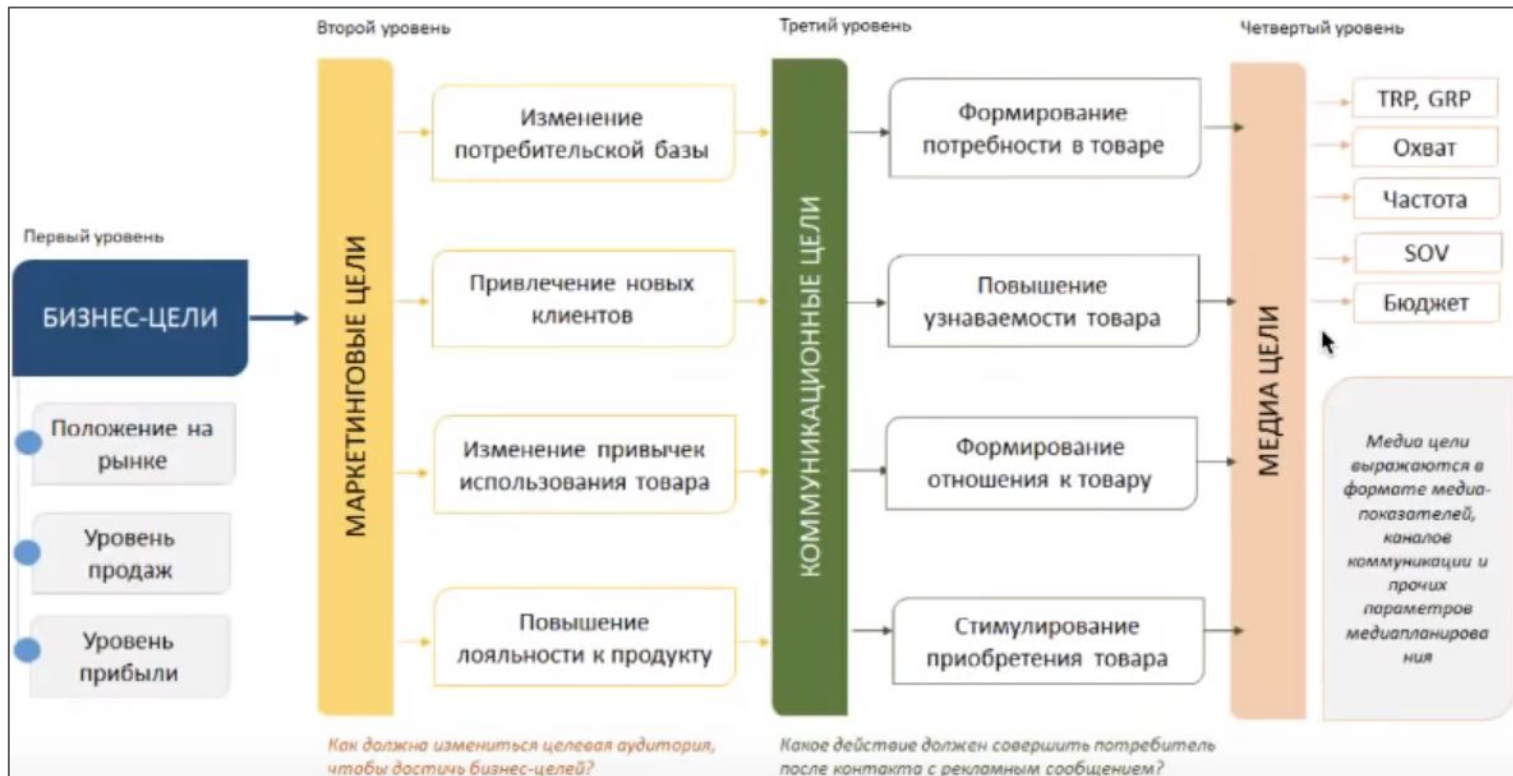 Первый уровень
БИЗНЕС-ЦЕЛИ
Положение на
рынке
Уровень
продаж
Уровень
прибыли
Второй уровень
МАРКЕТИНГОВЫЕ ЦЕЛИ
Изменение
потребительской базы
Привлечение новых
клиентов
Изменение привычек
использования товара
Повышение
лояльности к продукту
Как должна измениться целевая аудитория,
чтобы достичь бизнес-целей?
Третий уровень
КОММУНИКАЦИОННЫЕ ЦЕЛИ
Формирование
потребности в товаре
Повышение
узнаваемости товара
Формирование
отношения к товару
Стимулирование
приобретения товара
Какое действие должен совершить потребитель
после контакта с рекламным сообщением?
Четвертый уровень
МЕДИА ЦЕЛИ
TRP, GRP
Охват
Частота
SOV
Бюджет
Медиа цели
выражаются в
формате медиа-
показателей,
каналов
коммуникации и
прочих
параметров
медиапланирова
ния